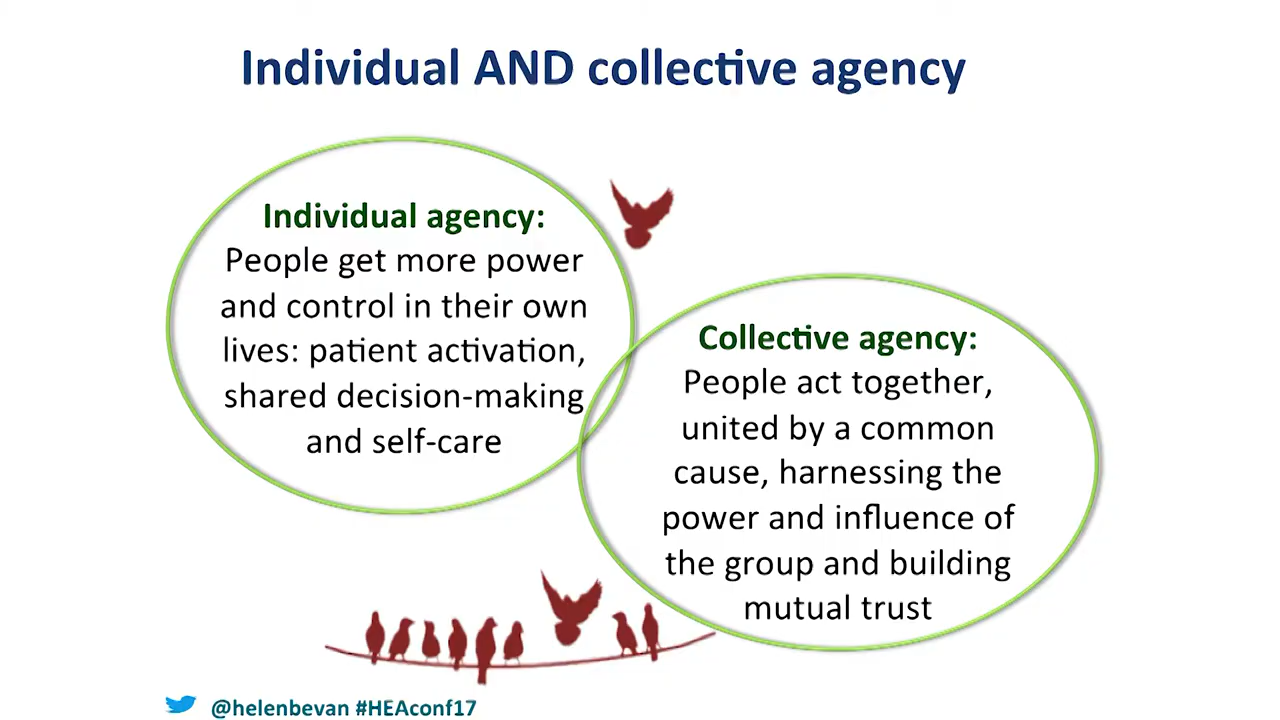 Individual AND collective agency
Individual agency:
People get more power
and control in their own
lives: patient activation,
shared decision-making
and self-care
Collective agency:
People act together,
united by a common
cause, harnessing the
power and influence of
the group and building
mutual trust
@helenbevan #HEAconf17